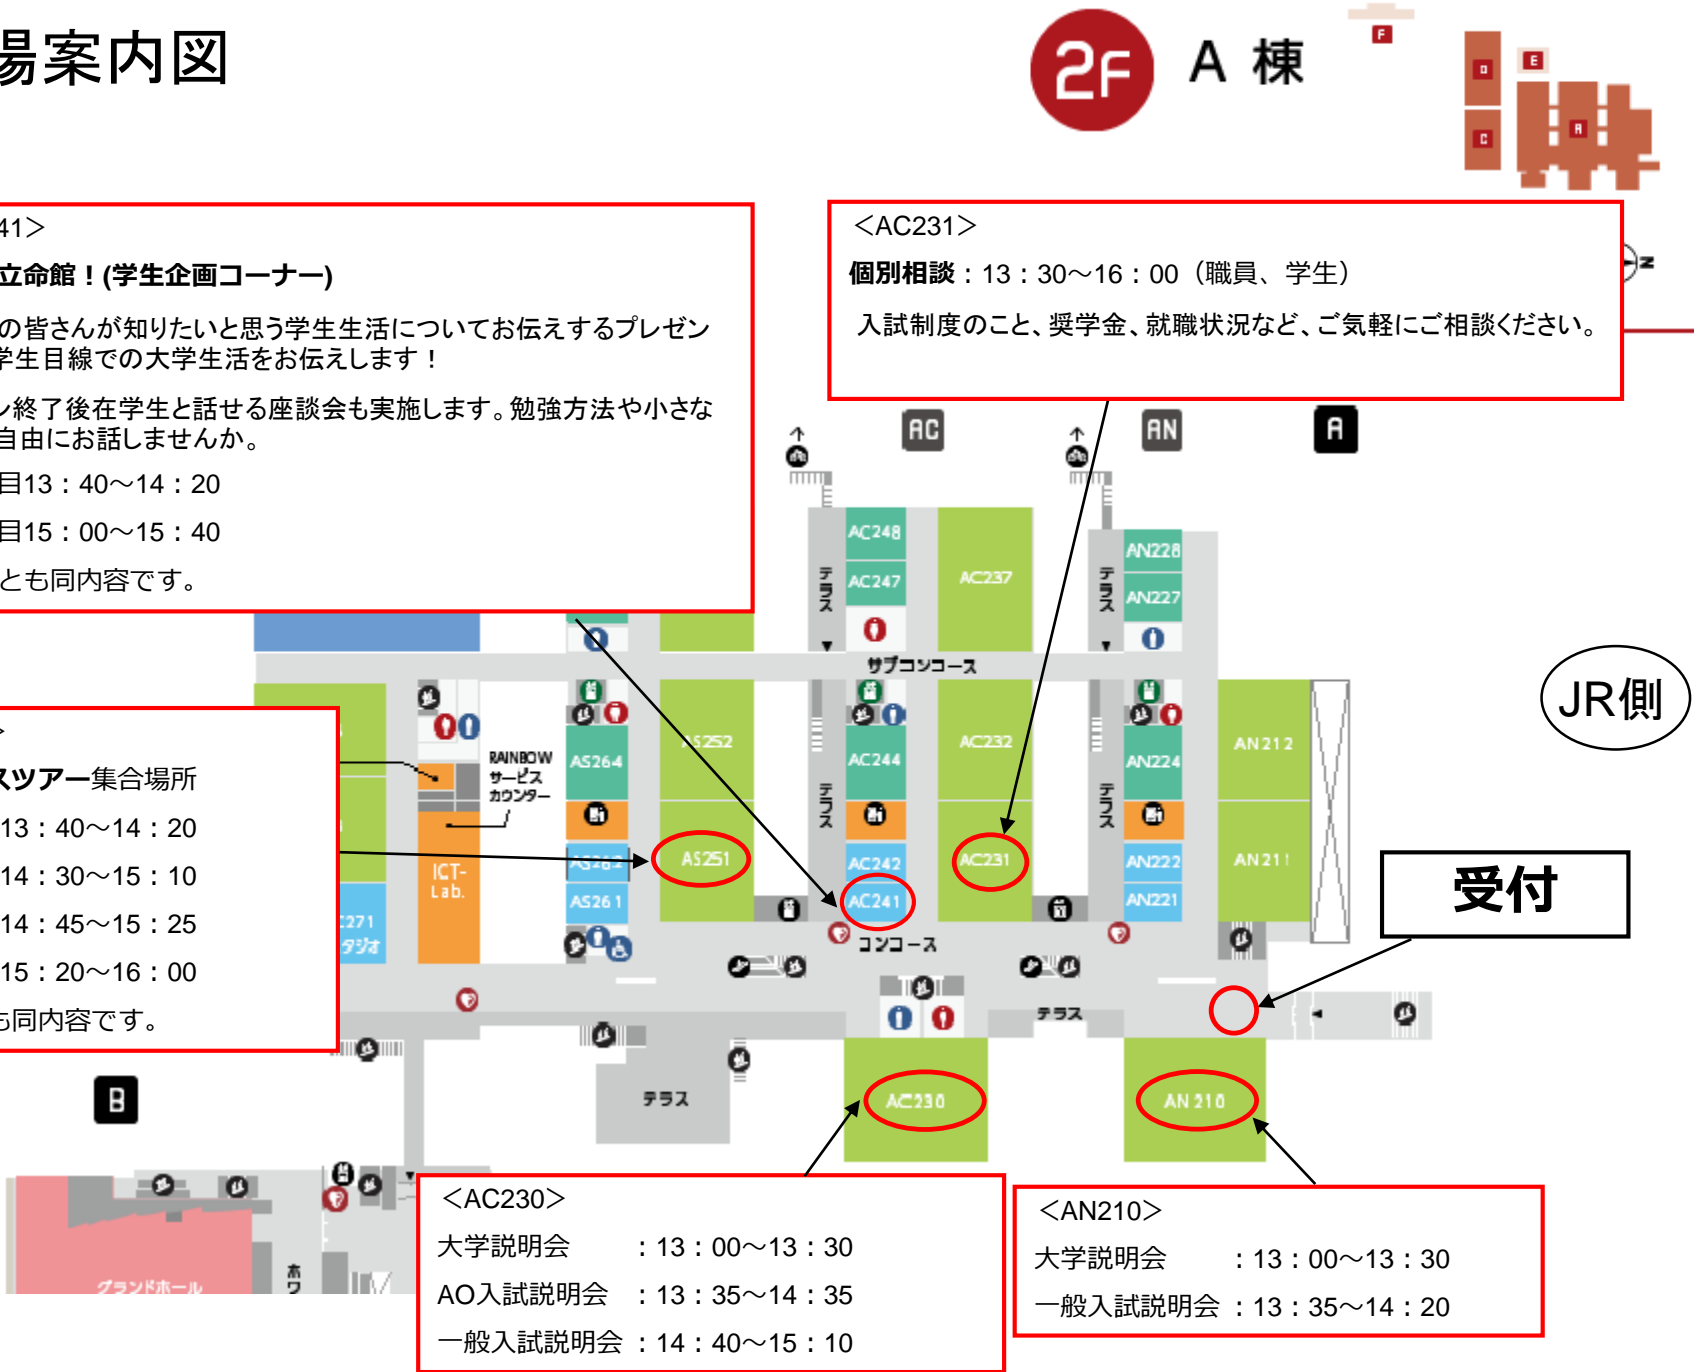 場案内図
2F
A 棟
F
D
E
C
A
N
41＞
立命館！(学生企画コーナー)
の皆さんが知りたいと思う学生生活についてお伝えするプレゼン
学生目線での大学生活をお伝えします！
ン終了後在学生と話せる座談会も実施します。勉強方法や小さな
自由にお話しませんか。
目13：40～14：20
目15：00～15：40
とも同内容です。
＜AC231＞
個別相談：13：30～16：00（職員、学生）
入試制度のこと、奨学金、就職状況など、ご気軽にご相談ください。
AC
AN
A
AC248
AC247
AC237
AN228
AN227
テラス
テラス
サブコンコース
JR側
＞
スツアー集合場所
13：40～14：20
14：30～15：10
14：45～15：25
15：20～16：00
も同内容です。
RAINBOW
サービス
カウンター
ICT-
Lab.
C271
タジオ
AS264
AS262
AS261
AS252
AS251
テラス
AC244
AC242
AC241
AC232
AC231
テラス
AN224
AN222
AN221
AN212
AN211
受付
コンコース
テラス
テラス
AC230
AN210
B
グランドホール
ホワ
＜AC230＞
大学説明会　　：13：00～13：30
AO入試説明会　：13：35～14：35
一般入試説明会：14：40～15：10
＜AN210＞
大学説明会　　：13：00～13：30
一般入試説明会：13：35～14：20